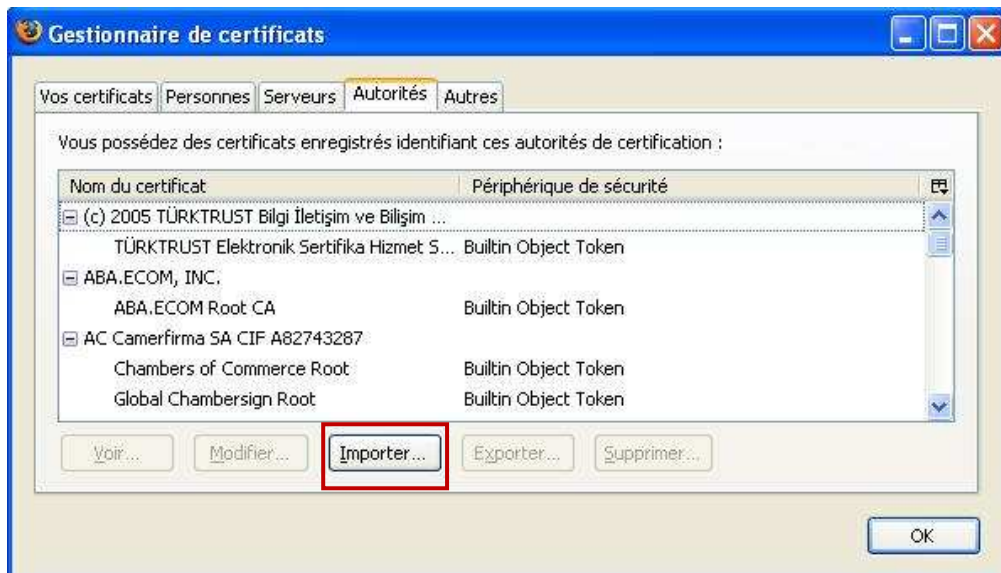 Gestionnaire de certificats
Vos certificats Personnes Serveurs Autorités Autres
Vous possédez des certificats enregistrés identifiant ces autorités de certification :
Nom du certificat Périphérique de sécurité
(c) 2005 TÜRKTRUST Bilgi İletişim ve Bilişim ...
TÜRKTRUST Elektronik Sertifika Hizmet S... Builtin Object Token
ABA.ECOM, INC.
ABA.ECOM Root CA Builtin Object Token
AC Camerfirma SA CIF A82743287
Chambers of Commerce Root Builtin Object Token
Global Chambersign Root Builtin Object Token
Voir... Modifier... Importer... Exporter... Supprimer...
OK